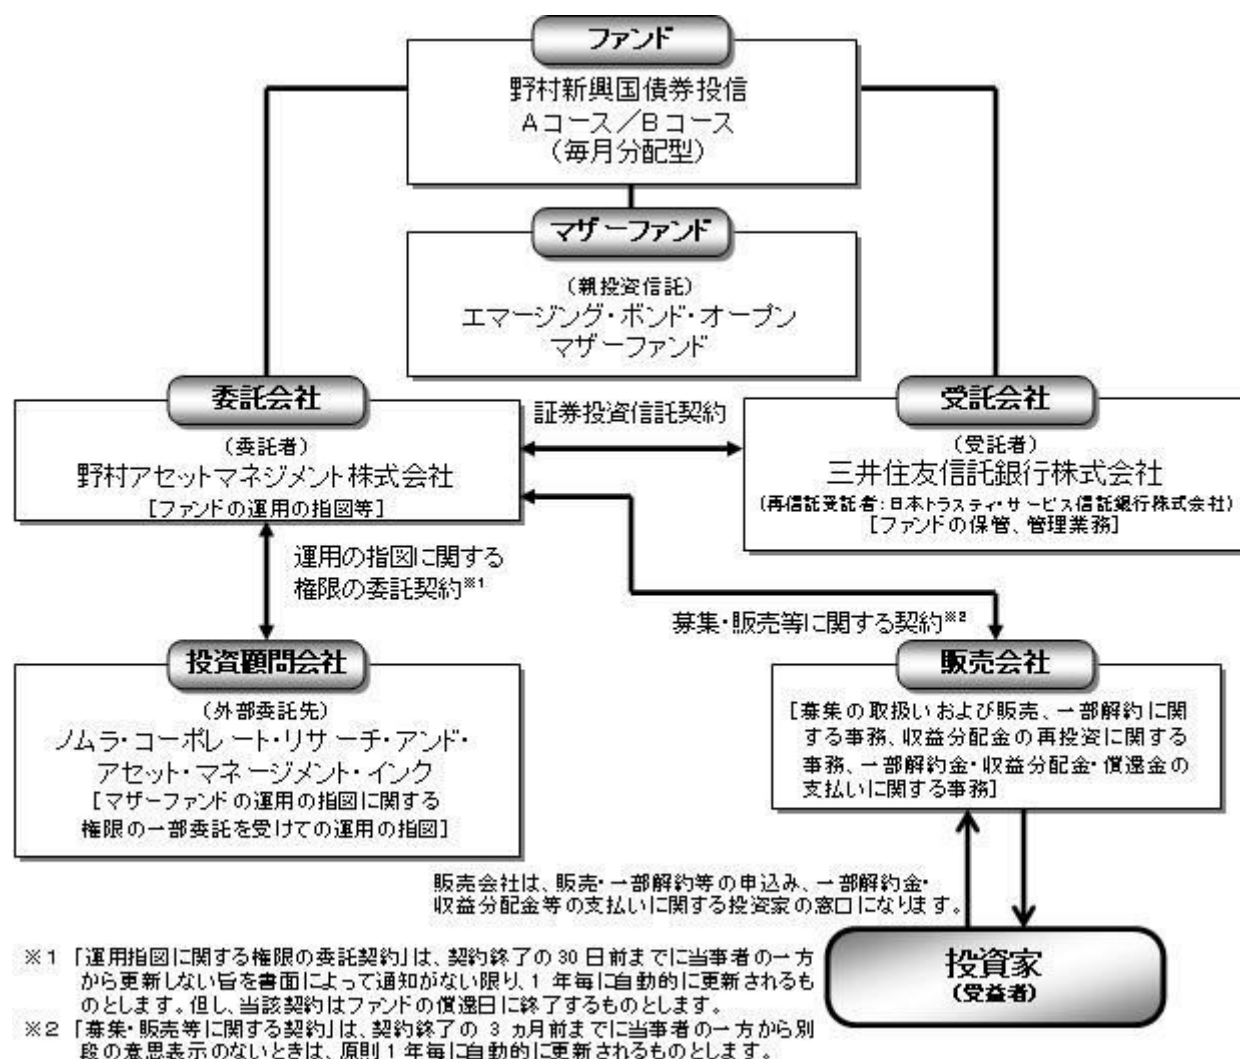 ファンド
野村新興国債券投信
Aコース／Bコース
(毎月分配型)
マザーファンド
(親投資信託)
エマージング・ボンド・オープン
マザーファンド
委託会社
(委託者)
野村アセットマネジメント株式会社
[ファンドの運用の指図等]
証券投資信託契約
受託会社
(受託者)
三井住友信託銀行株式会社
(再信託受託者：日本トラスティ・サービス信託銀行株式会社)
[ファンドの保管、管理業務]
運用の指図に関する
権限の委託契約※1
募集・販売等に関する契約※2
投資顧問会社
(外部委託先)
ノムラ・コーポレート・リサーチ・アンド・
アセット・マネージメント・インク
[マザーファンドの運用の指図に関する
権限の一部委託を受けての運用の指図]
販売会社
[募集の取扱いおよび販売、一部解約に関
する事務、収益分配金の再投資に関する
事務、一部解約金・収益分配金・償還金の
支払いに関する事務]
販売会社は、販売・一部解約等の申込み、一部解約金・
収益分配金等の支払いに関する投資家の窓口になります。
投資家
(受益者)
※1 「運用指図に関する権限の委託契約」は、契約終了の30日前までに当事者の一方
から更新しない旨を書面によって通知がない限り、1年毎に自動的に更新されるも
のとします。但し、当該契約はファンドの償還日に終了するものとします。
※2 「募集・販売等に関する契約」は、契約終了の3ヵ月前までに当事者の一方から別
段の意思表示のないときは、原則1年毎に自動的に更新されるものとします。